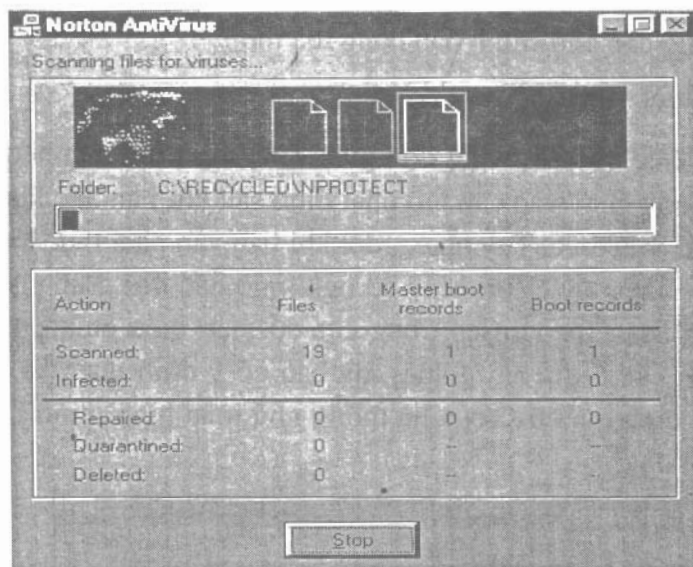 Norton AntiVirus
Scanning files for viruses...
Folder: C:\RECYCLED\NPROTECT
Action Files Master boot records Boot records
Scanned: 19 1 1
Infected: 0 0 0
Repaired: 0 0 0
Quarantined: 0 -- --
Deleted: 0 -- --
Stop